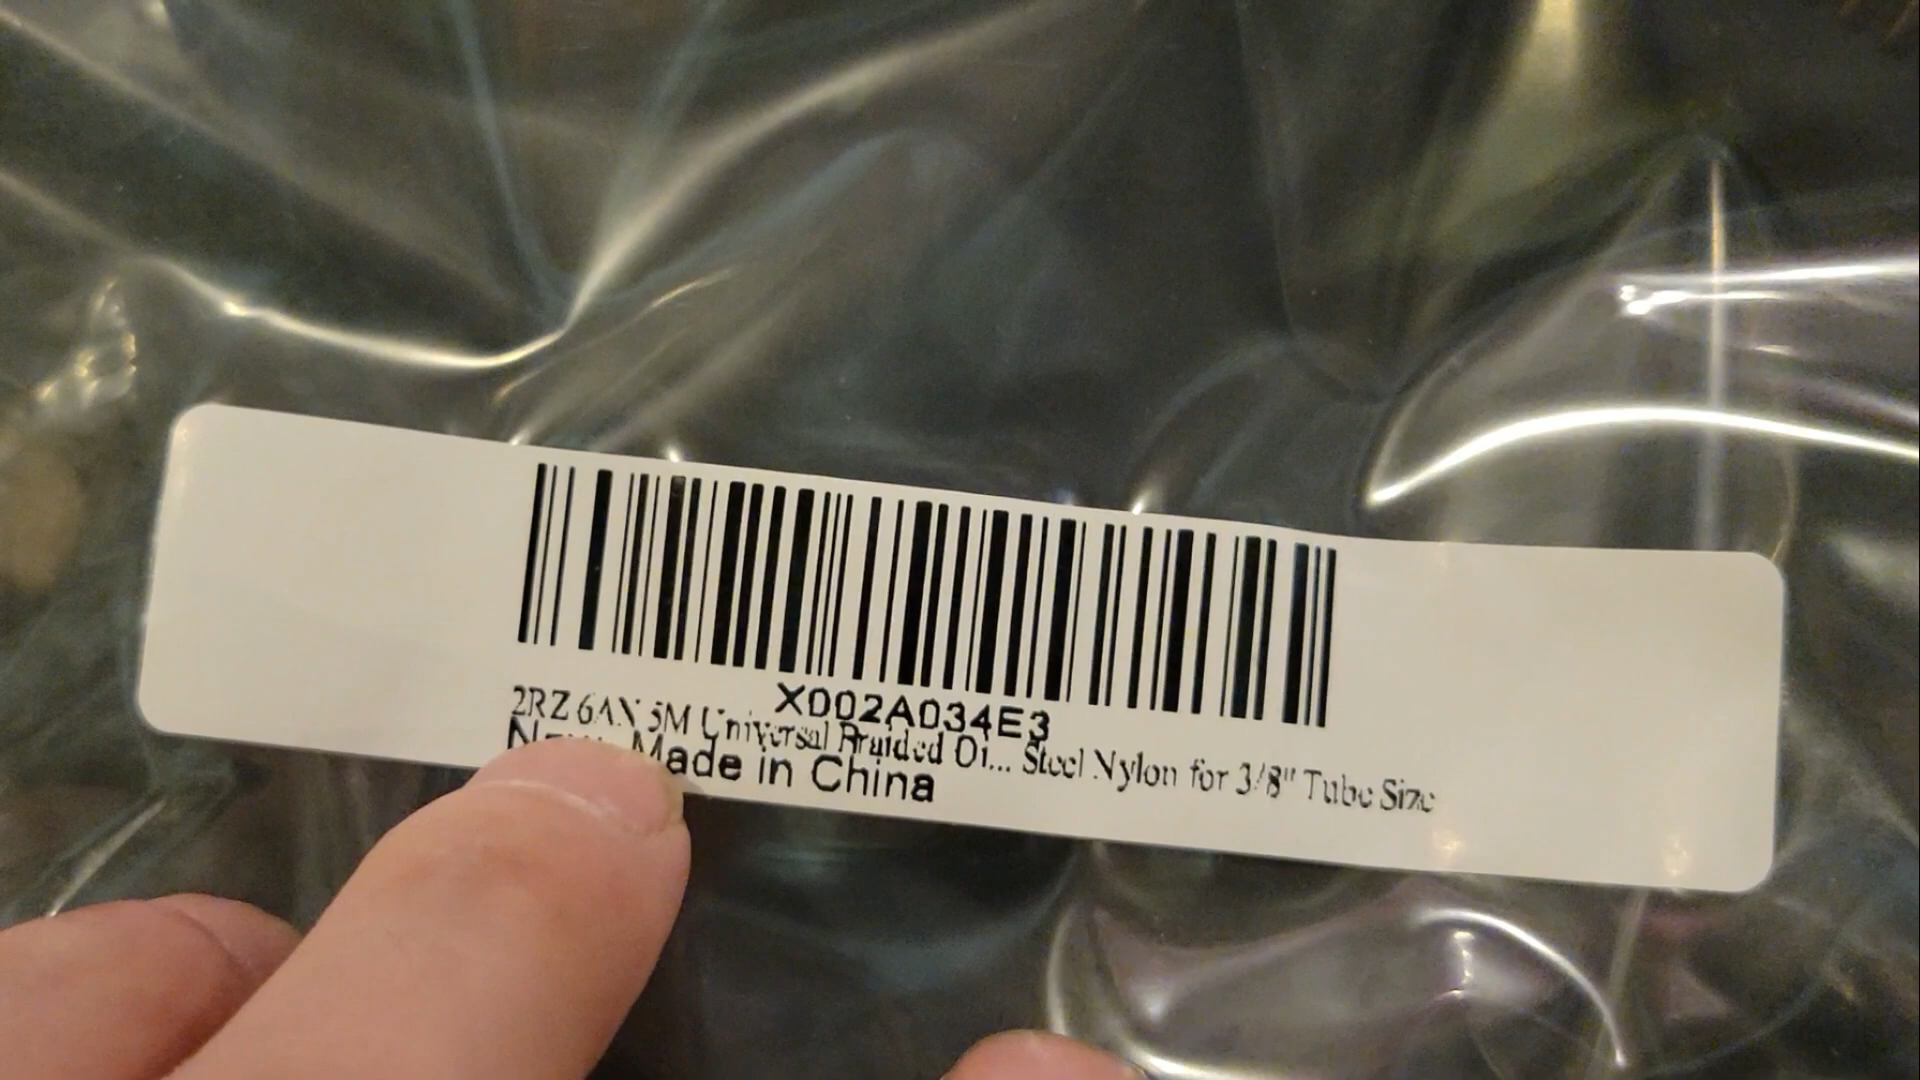 X002A034E3
2RZ 6AN 5M Universal Braided Oi... Steel Nylon for 3/8" Tube Size
Made in China